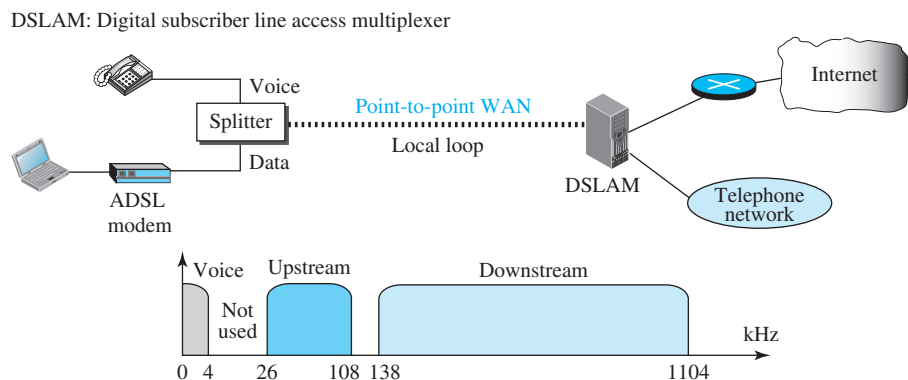 DSLAM: Digital subscriber line access multiplexer
Voice
Internet
Splitter
Point-to-point WAN
Local loop
Data
DSLAM
ADSL
modem
Telephone
network
Voice
Upstream
Downstream
Not
used
kHz
0 4 26 108 138 1104